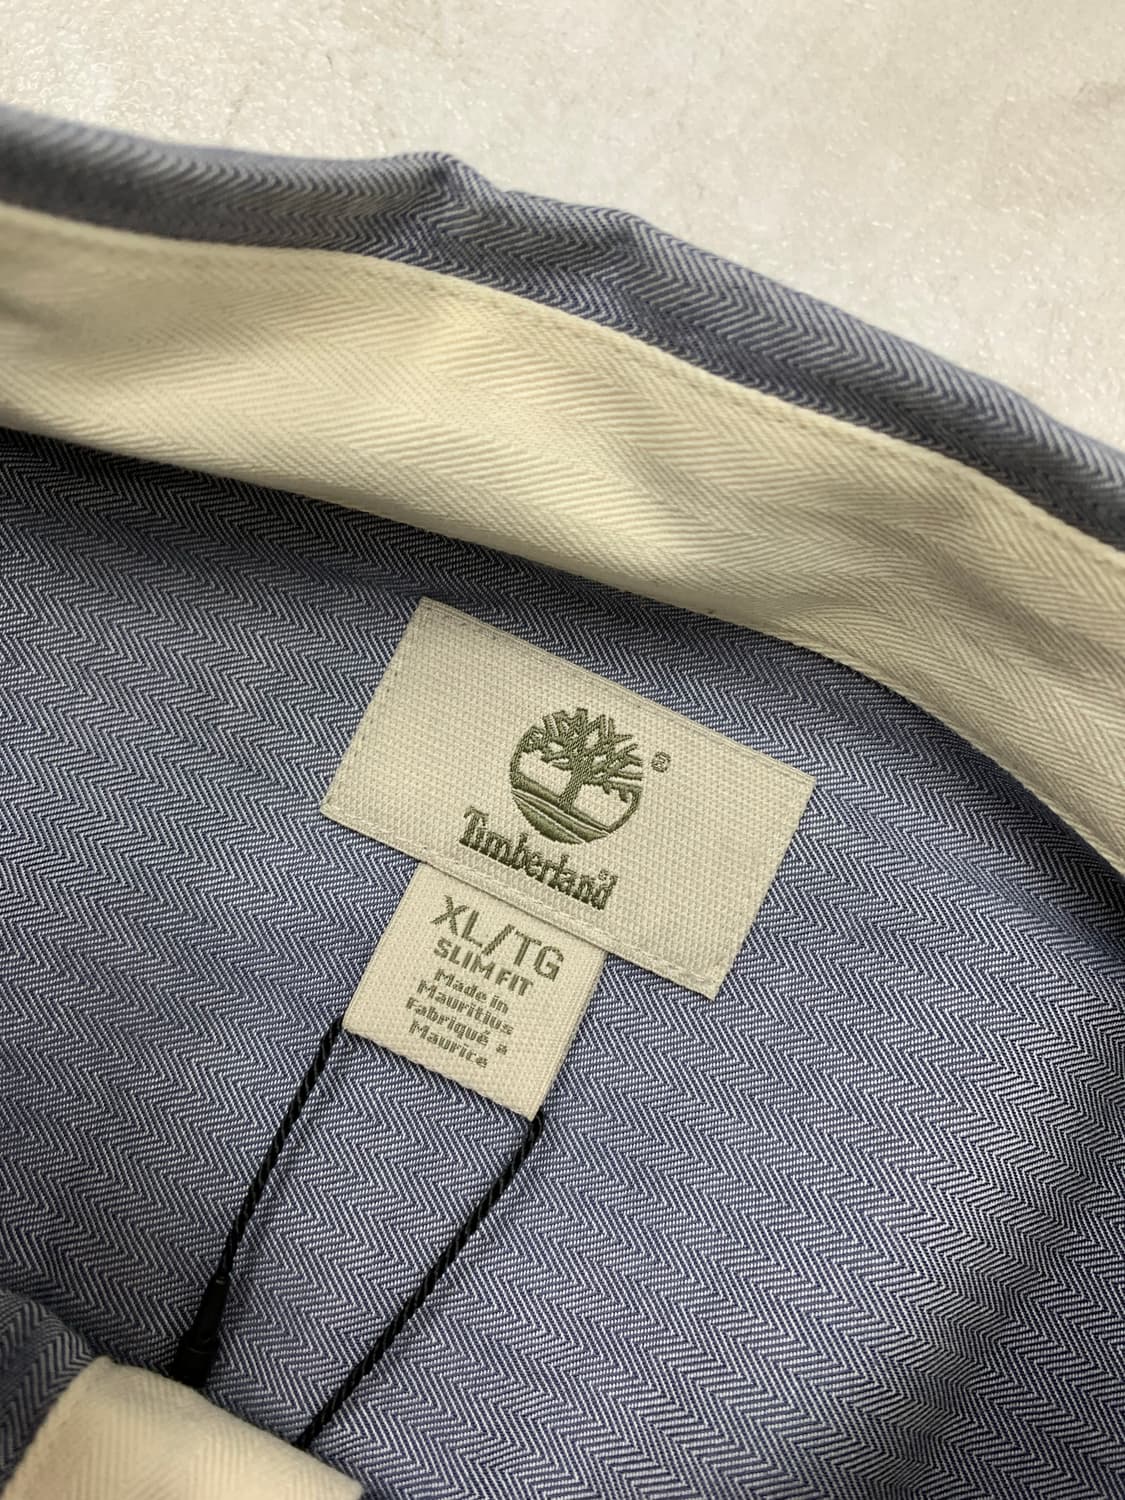 ®
Timberland
XL/TG
SLIM FIT
Made in
Mauritius
Fabriqué a
Maurice